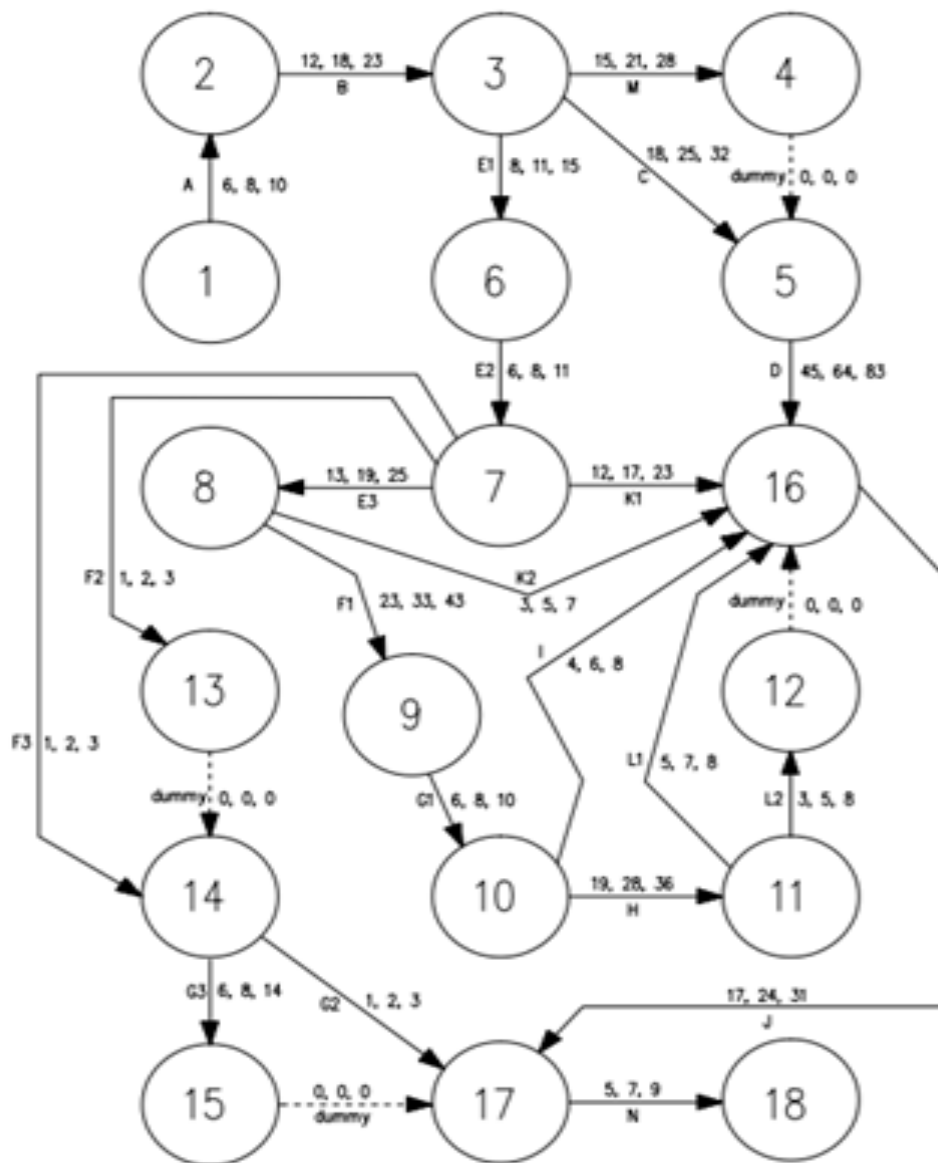 2
12, 18, 23
B
3
15, 21, 28
M
4
A
6, 8, 10
E1
8, 11, 15
18, 25, 32
C
dummy
0, 0, 0
1
6
5
E2
6, 8, 11
D
45, 64, 83
8
13, 19, 25
E3
7
12, 17, 23
K1
16
F2
1, 2, 3
F1
23, 33, 43
K2
3, 5, 7
dummy
0, 0, 0
I
4, 6, 8
13
9
12
F3
1, 2, 3
L1
5, 7, 8
dummy
0, 0, 0
G1
6, 8, 10
L2
3, 5, 8
14
10
19, 28, 36
H
11
G3
6, 8, 14
G2
1, 2, 3
17, 24, 31
J
15
0, 0, 0
dummy
17
5, 7, 9
N
18